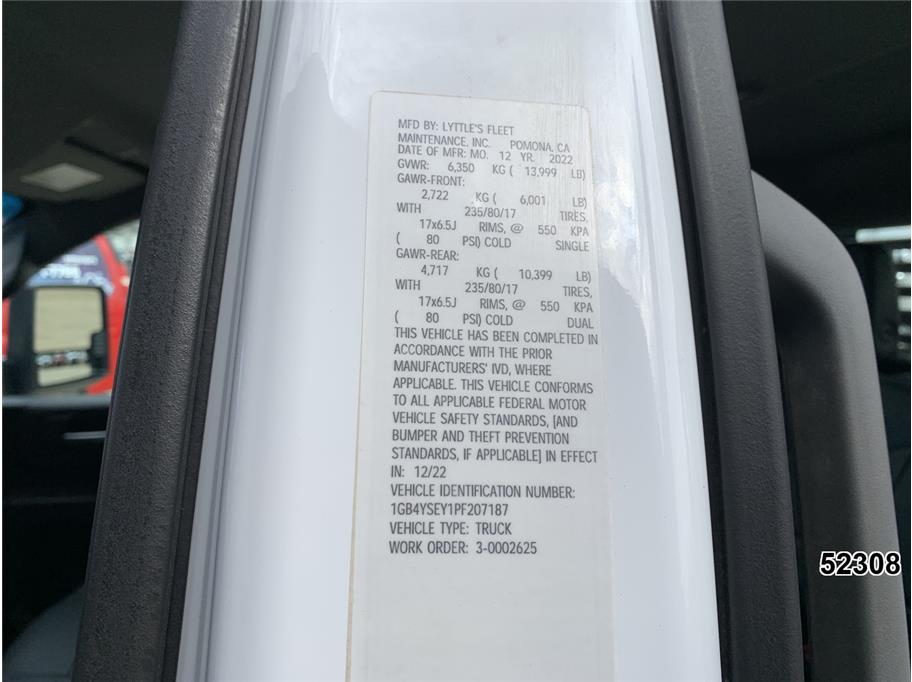 MFD BY: LYTTLE'S FLEET
MAINTENANCE, INC. POMONA, CA
DATE OF MFR: MO. 12 YR. 2022
GVWR: 6,350 KG ( 13,999 LB)
GAWR-FRONT:
2,722 KG ( 6,001 LB)
WITH 235/80/17 TIRES,
17x6.5J RIMS, @ 550 KPA
( 80 PSI) COLD SINGLE
GAWR-REAR:
4,717 KG ( 10,399 LB)
WITH 235/80/17 TIRES,
17x6.5J RIMS, @ 550 KPA
( 80 PSI) COLD DUAL
THIS VEHICLE HAS BEEN COMPLETED IN
ACCORDANCE WITH THE PRIOR
MANUFACTURERS' IVD, WHERE
APPLICABLE. THIS VEHICLE CONFORMS
TO ALL APPLICABLE FEDERAL MOTOR
VEHICLE SAFETY STANDARDS, [AND
BUMPER AND THEFT PREVENTION
STANDARDS, IF APPLICABLE] IN EFFECT
IN: 12/22
VEHICLE IDENTIFICATION NUMBER:
1GB4YSEY1PF207187
VEHICLE TYPE: TRUCK
WORK ORDER: 3-0002625
52308